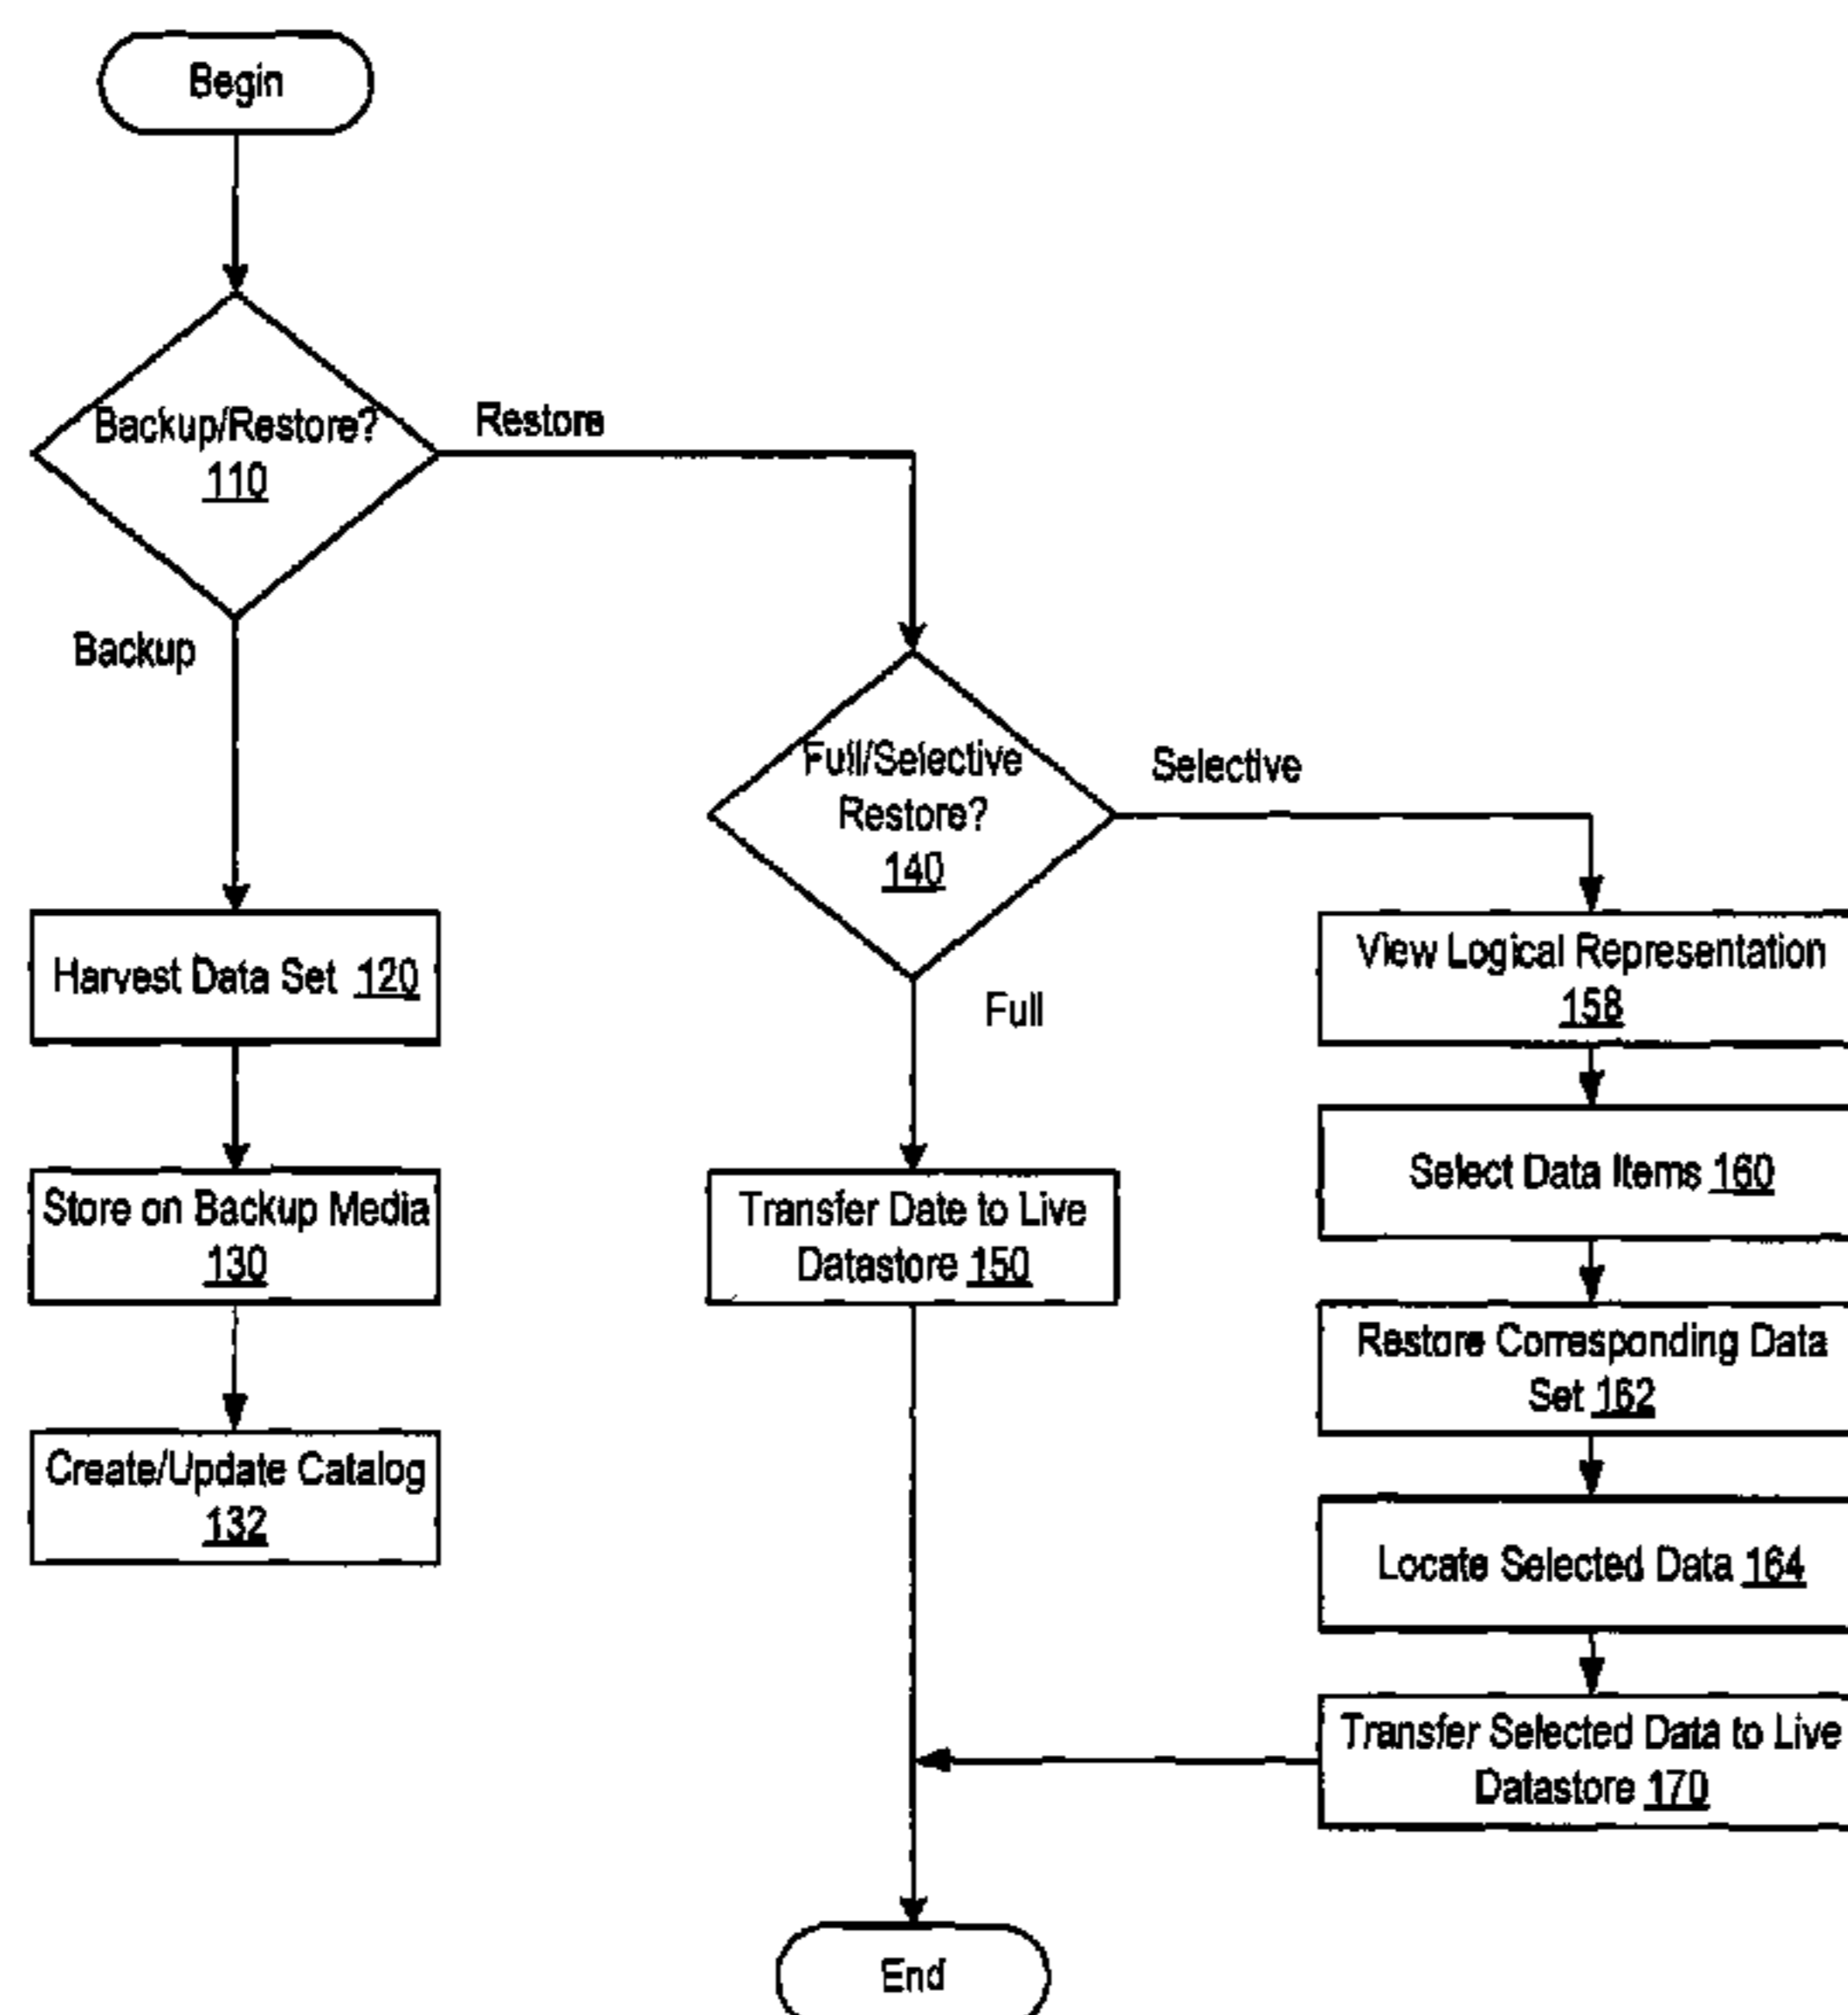 Begin
Backup/Restore?
110
Restore
Backup
Full/Selective
Restore?
140
Selective
Full
Harvest Data Set 120
Store on Backup Media
130
Create/Update Catalog
132
Transfer Date to Live
Datastore 150
View Logical Representation
158
Select Data Items 160
Restore Corresponding Data
Set 162
Locate Selected Data 164
Transfer Selected Data to Live
Datastore 170
End